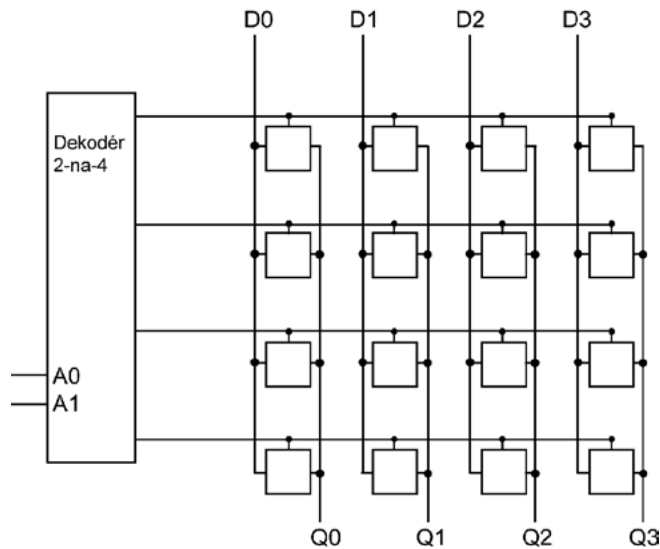 D0 D1 D2 D3
Dekodér
2-na-4
A0
A1
Q0 Q1 Q2 Q3